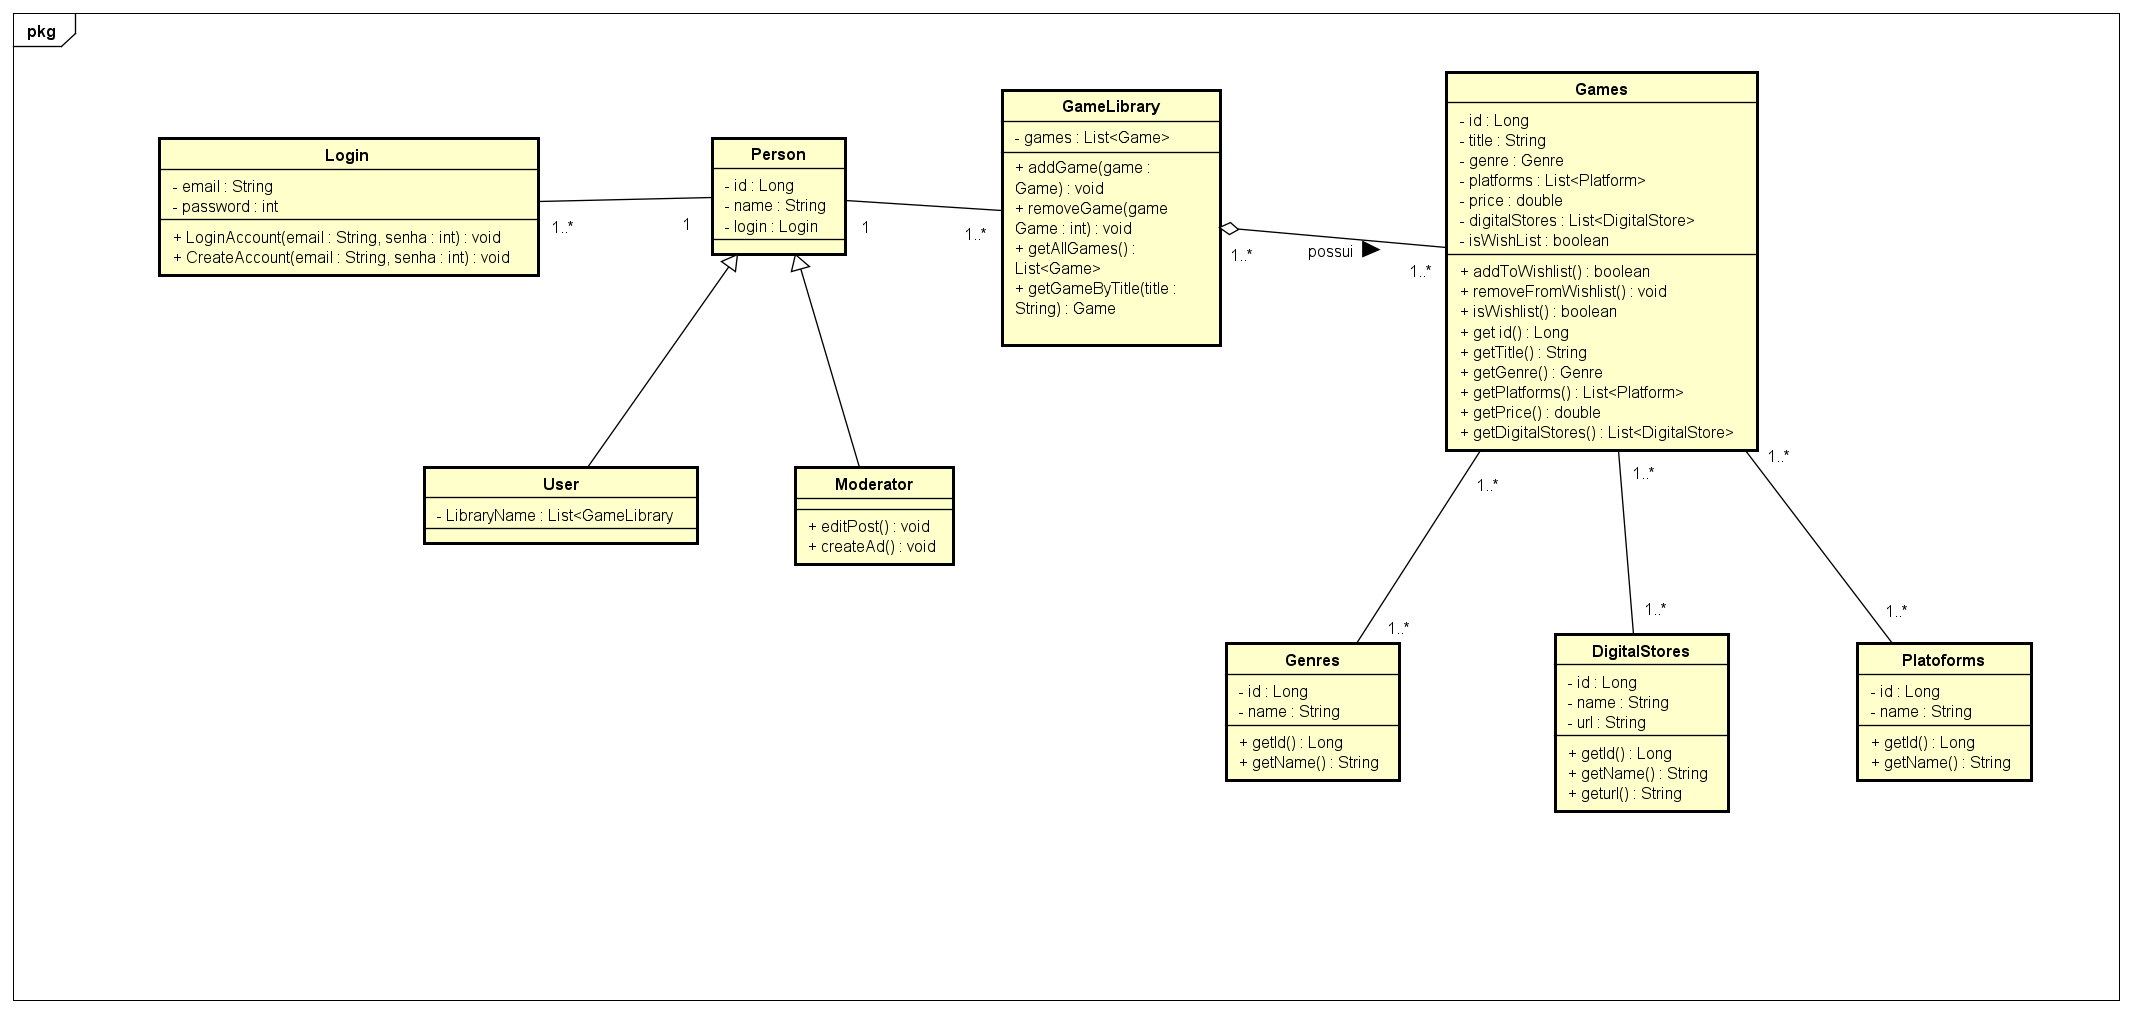 pkg
Login
- email : String
- password : int
+ LoginAccount(email : String, senha : int) : void
+ CreateAccount(email : String, senha : int) : void
1..*
1
Person
- id : Long
- name : String
- login : Login
1
1..*
GameLibrary
- games : List<Game>
+ addGame(game :
Game) : void
+ removeGame(game
Game : int) : void
+ getAllGames() :
List<Game>
+ getGameByTitle(title :
String) : Game
1..*
possui
1..*
Games
- id : Long
- title : String
- genre : Genre
- platforms : List<Platform>
- price : double
- digitalStores : List<DigitalStore>
- isWishList : boolean
+ addToWishlist() : boolean
+ removeFromWishlist() : void
+ isWishlist() : boolean
+ get id() : Long
+ getTitle() : String
+ getGenre() : Genre
+ getPlatforms() : List<Platform>
+ getPrice() : double
+ getDigitalStores() : List<DigitalStore>
User
- LibraryName : List<GameLibrary
Moderator
+ editPost() : void
+ createAd() : void
1..*
1..*
1..*
1..*
1..*
1..*
Genres
- id : Long
- name : String
+ getId() : Long
+ getName() : String
DigitalStores
- id : Long
- name : String
- url : String
+ getId() : Long
+ getName() : String
+ geturl() : String
Platoforms
- id : Long
- name : String
+ getId() : Long
+ getName() : String